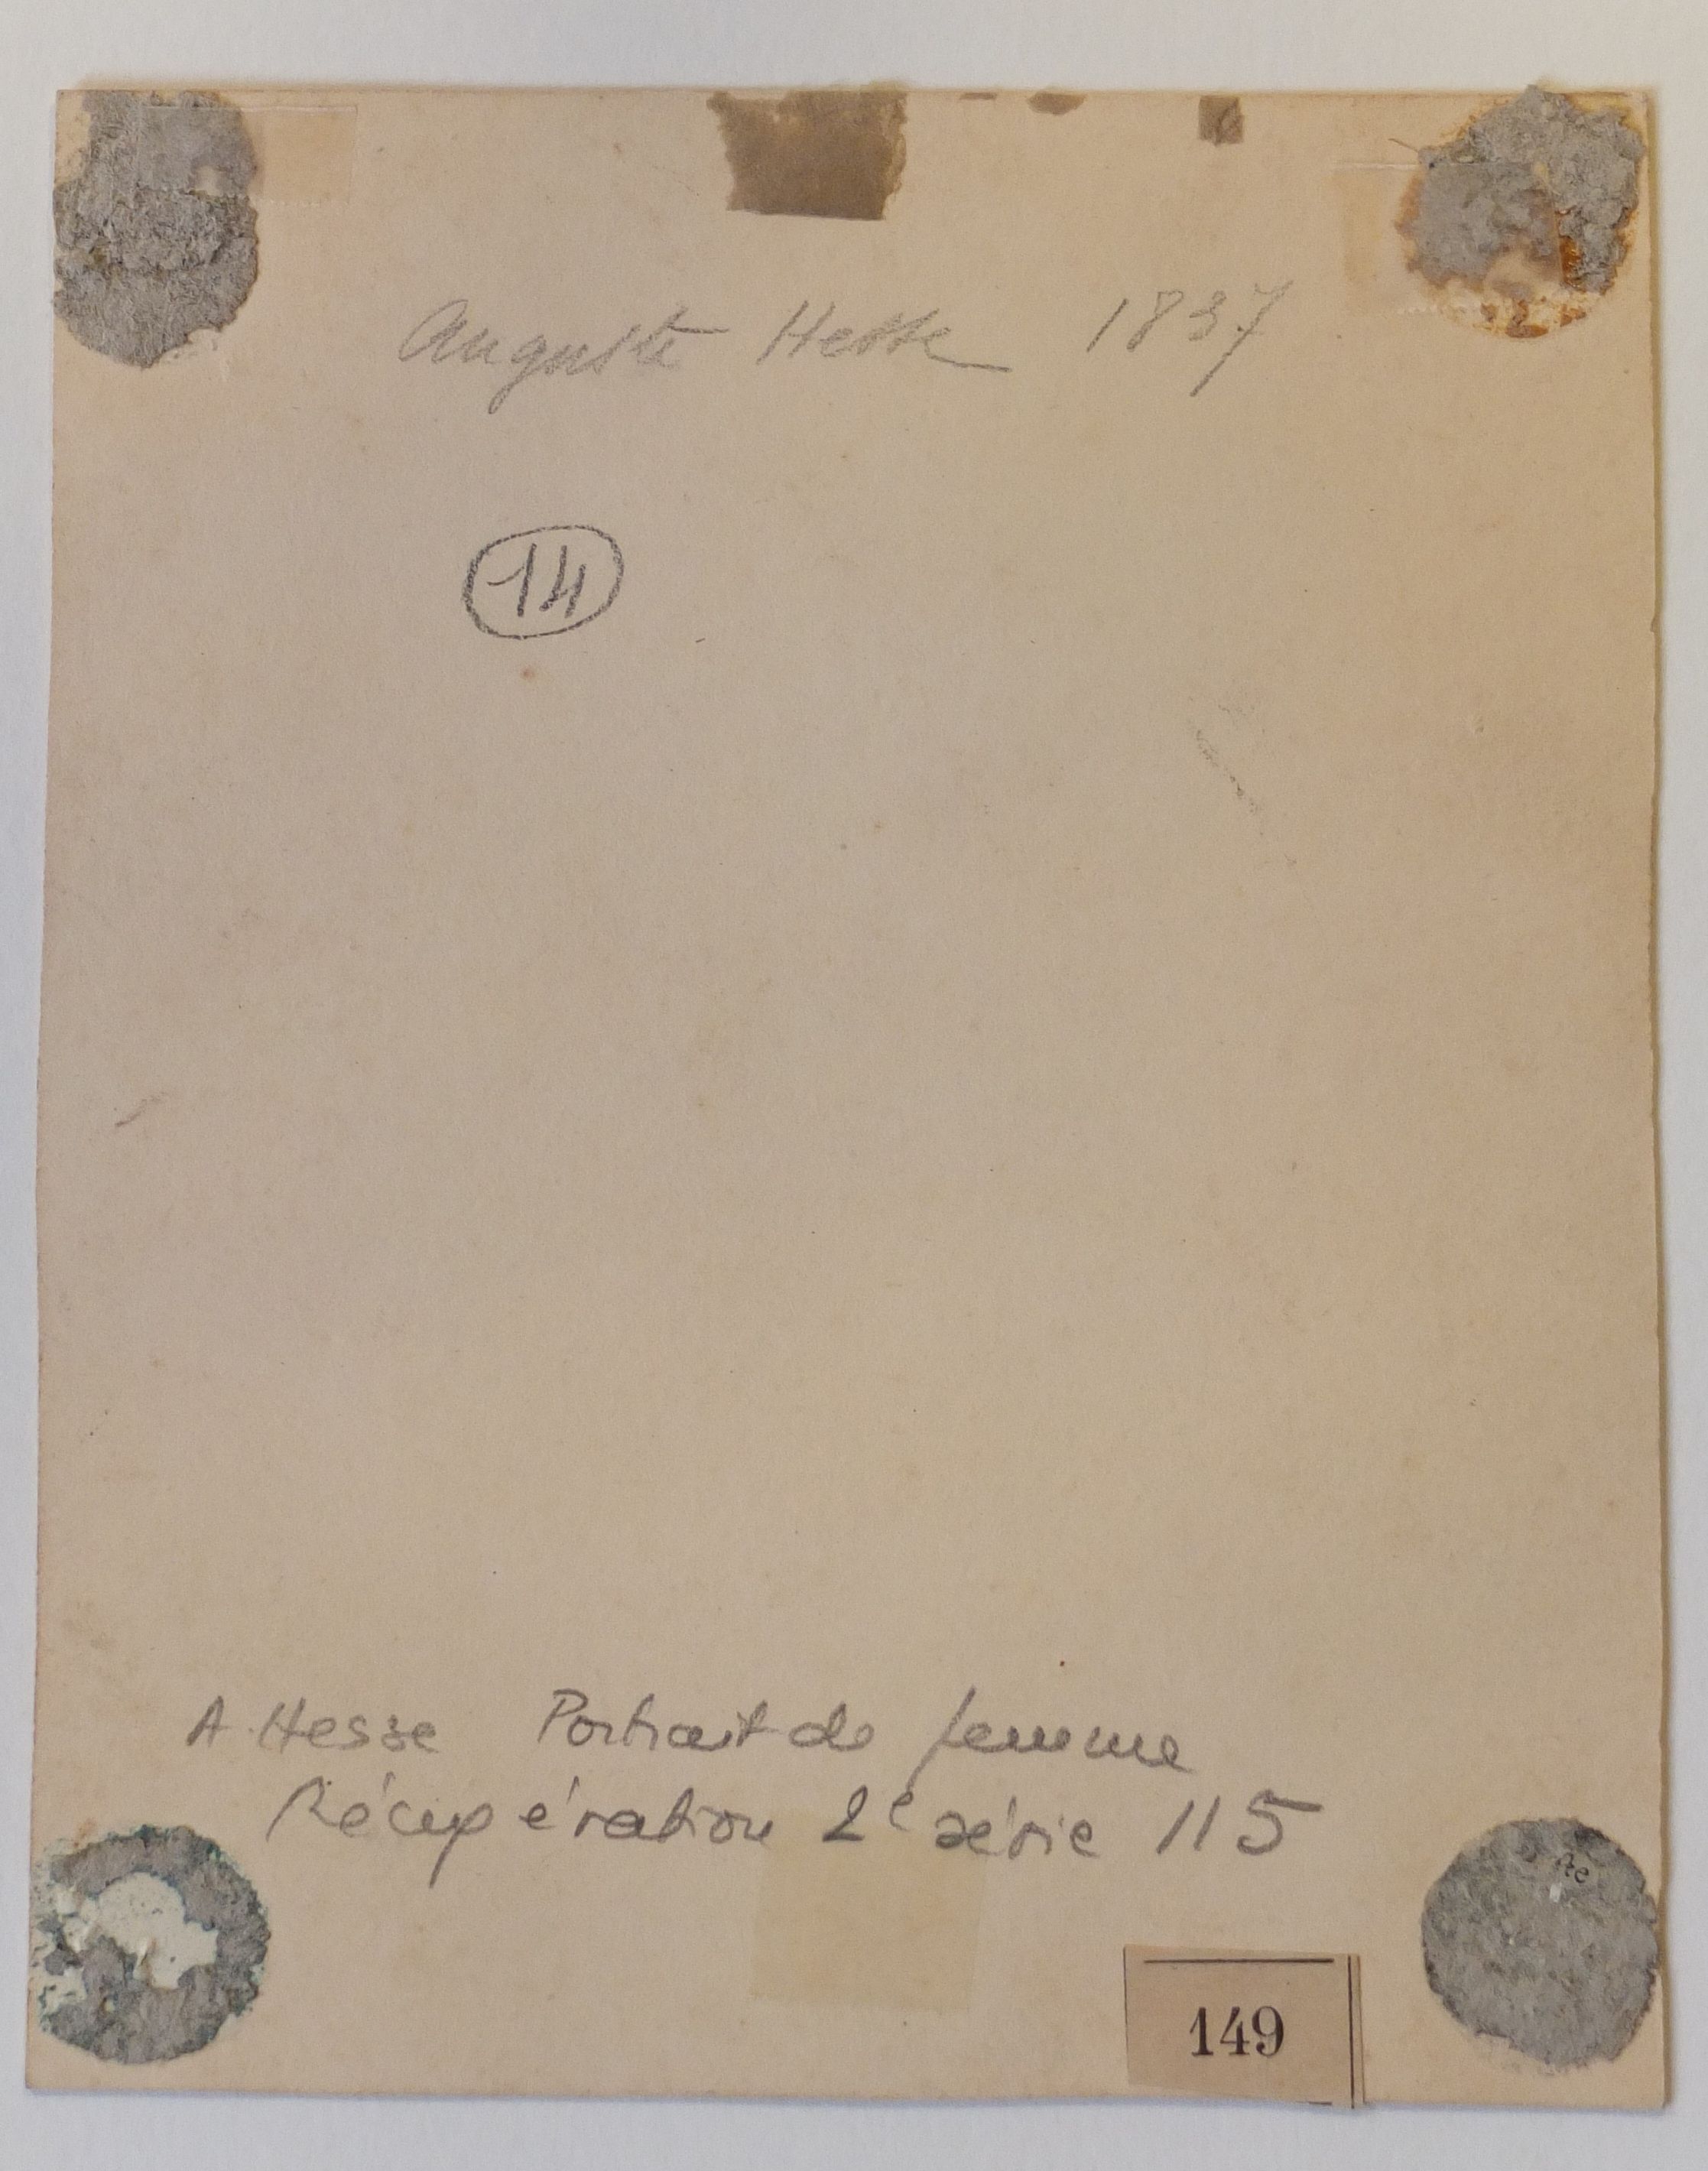 Auguste Hesse 1837
14
A. Hesse Portrait de femme
Récupération 2e série 115
149